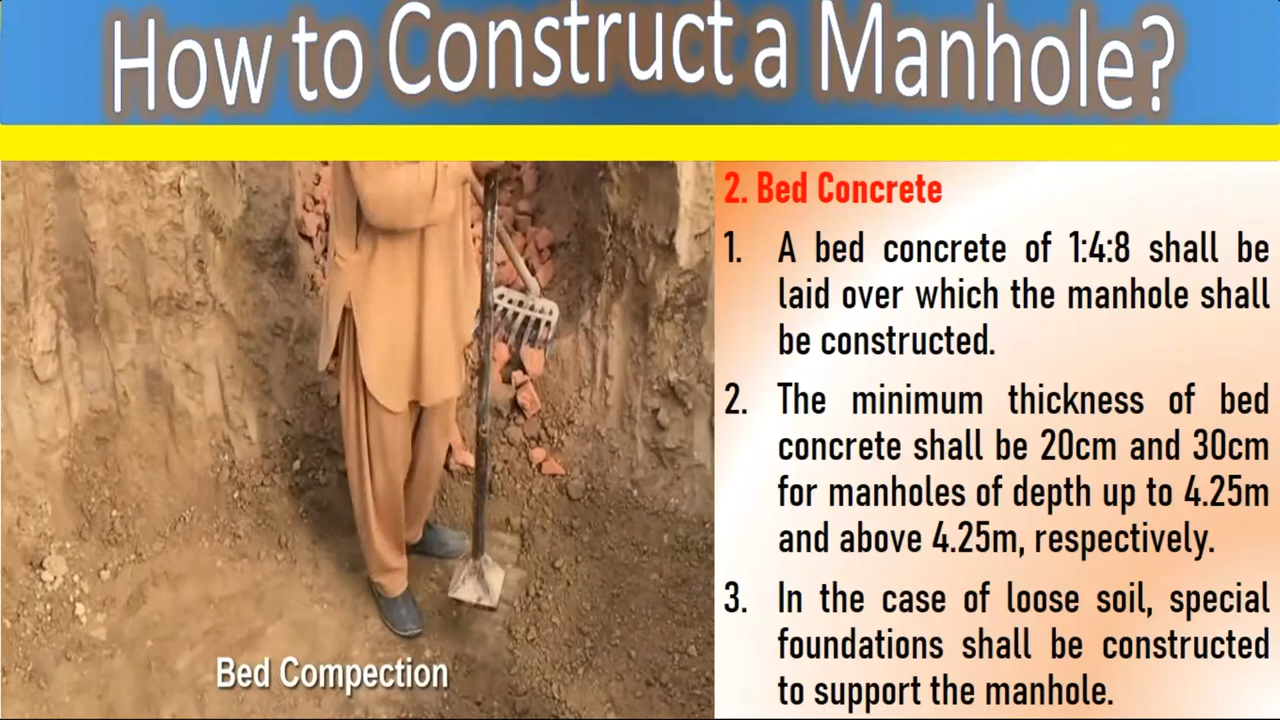 How to Construct a Manhole?
2. Bed Concrete
1. A bed concrete of 1:4:8 shall be
laid over which the manhole shall
be constructed.
2. The minimum thickness of bed
concrete shall be 20cm and 30cm
for manholes of depth up to 4.25m
and above 4.25m, respectively.
3. In the case of loose soil, special
foundations shall be constructed
to support the manhole.
Bed Compection